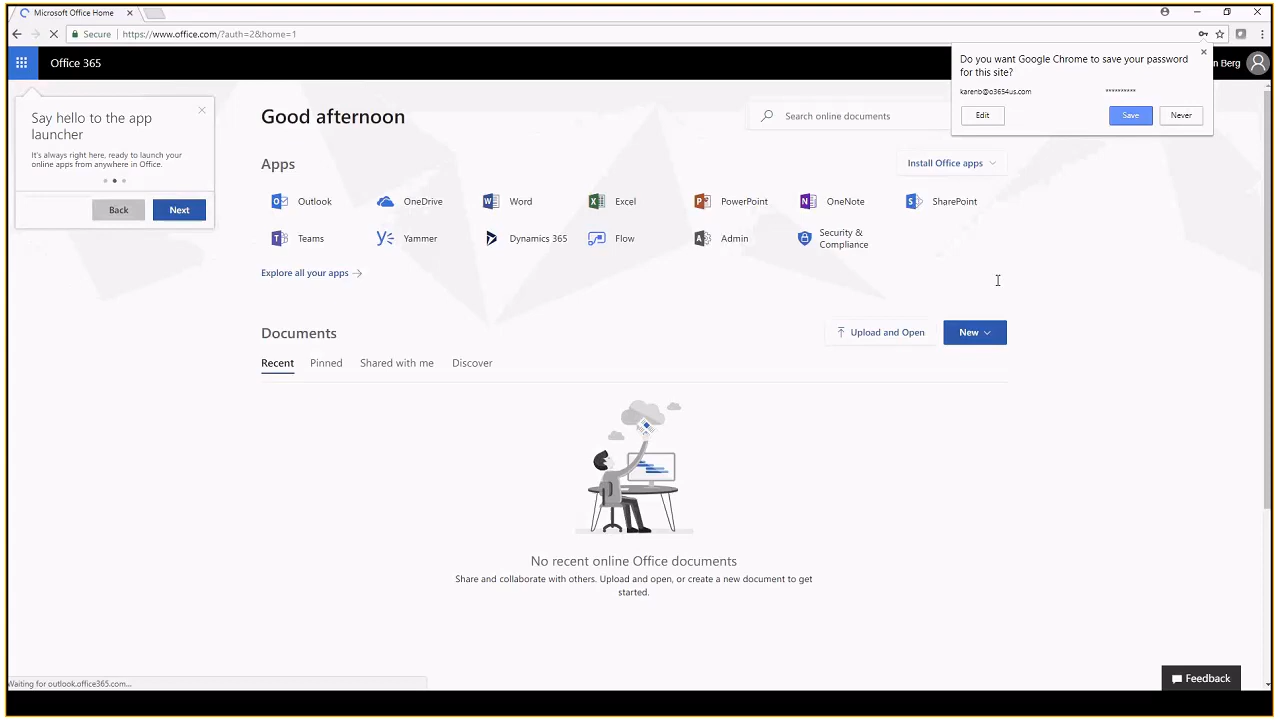 Microsoft Office Home
Secure https://www.office.com/?auth=2&home=1
Office 365
n Berg
Do you want Google Chrome to save your password
for this site?
karenb@o3654us.com **********
Edit Save Never
Say hello to the app
launcher
It's always right here, ready to launch your
online apps from anywhere in Office.
Back Next
Good afternoon
Search online documents
Apps
Install Office apps
Outlook OneDrive Word Excel PowerPoint OneNote SharePoint
Teams Yammer Dynamics 365 Flow Admin Security &
Compliance
Explore all your apps
Documents
Upload and Open New
Recent Pinned Shared with me Discover
No recent online Office documents
Share and collaborate with others. Upload and open, or create a new document to get
started.
Waiting for outlook.office365.com...
Feedback